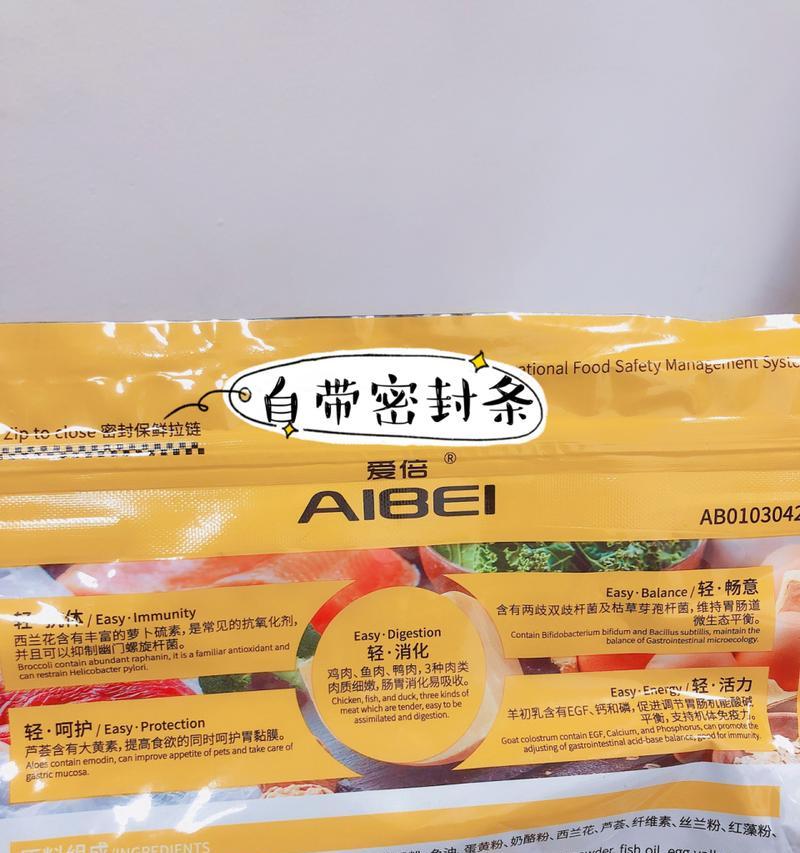 自带密封条
ational Food Safety Management Syste
Zip to close 密封保鲜拉链
爱倍®
AIBEI
AB0103042
轻·抗体 / Easy·Immunity
西兰花含有丰富的萝卜硫素，是常见的抗氧化剂，
并且可以抑制幽门螺旋杆菌。
Broccoli contain abundant raphanin, it is a familiar antioxidant and
can restrain Helicobacter pylori.
轻·呵护 / Easy·Protection
芦荟含有大黄素，提高食欲的同时呵护胃黏膜。
Aloes contain emodin, can improve appetite of pets and take care of
gastric mucosa.
Easy·Digestion
轻·消化
鸡肉、鱼肉、鸭肉，3种肉类
肉质细嫩，肠胃消化易吸收。
Chicken, fish, and duck, three kinds of
meat which are tender, easy to be
assimilated and digestion.
Easy·Balance / 轻·畅意
含有两歧双歧杆菌及枯草芽孢杆菌，维持胃肠道
微生态平衡。
Contain Bifidobacterium bifidum and Bacillus subtilis, maintain the
balance of Gastrointestinal microecology.
Easy·Energy / 轻·活力
羊初乳含有EGF、钙和磷，促进调节胃肠机能酸碱
平衡，支持机体免疫力。
Goat colostrum contain EGF, Calcium, and Phosphorus, can promote the
adjusting of gastrointestinal acid-base balance, good for immunity.
原料组成/INGREDIENTS
鱼油、蛋黄粉、奶酪粉、西兰花、芦荟、纤维素、丝兰粉、红藻粉、
powder, fish oil, egg yolk